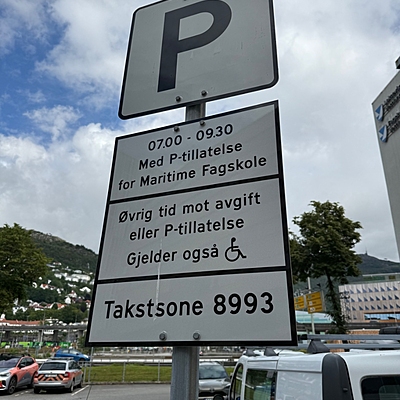 P
07.00 - 09.30
Med P-tillatelse
for Maritime Fagskole
Øvrig tid mot avgift
eller P-tillatelse
Gjelder også
Takstsone 8993